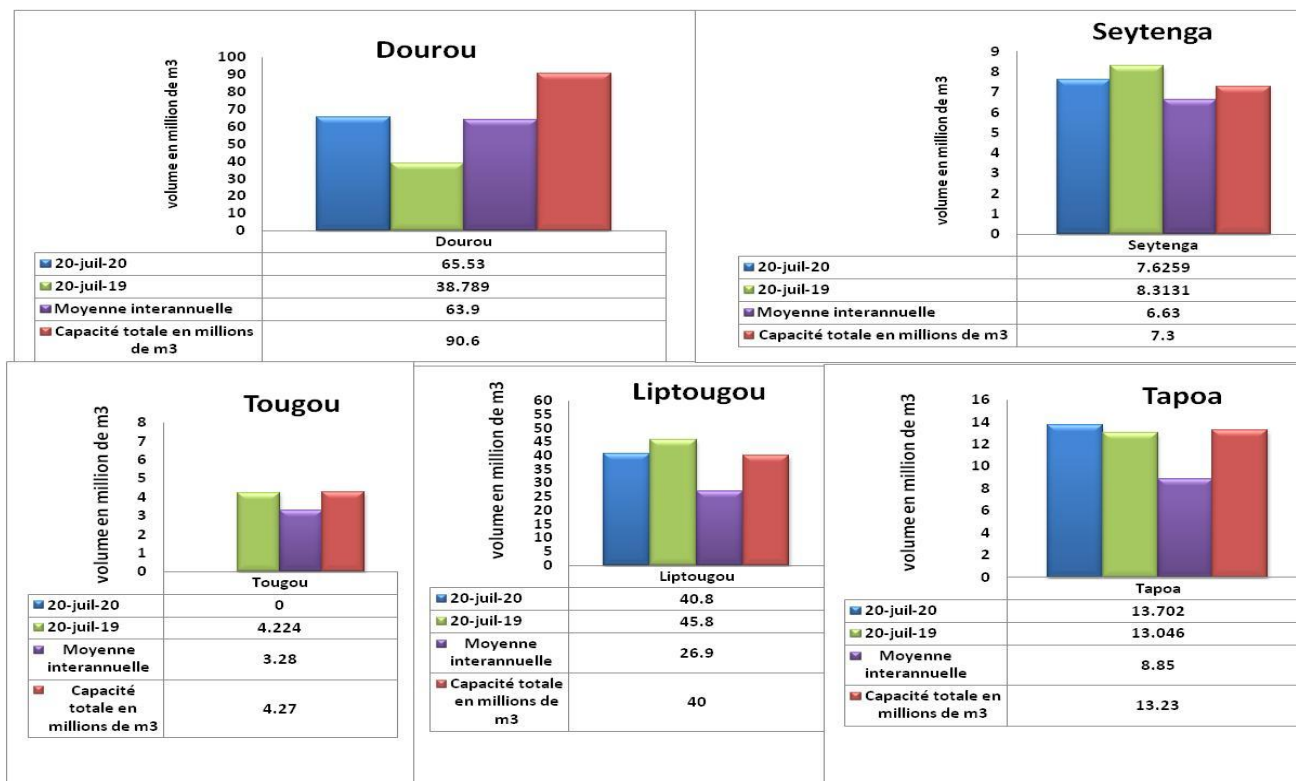 Dourou
volume en million de m3
100
90
80
70
60
50
40
30
20
10
0
Dourou
20-juil-20 65.53
20-juil-19 38.789
Moyenne interannuelle 63.9
Capacité totale en millions
de m3 90.6
Seytenga
volume en million de m3
9
8
7
6
5
4
3
2
1
0
Seytenga
20-juil-20 7.6259
20-juil-19 8.3131
Moyenne interannuelle 6.63
Capacité totale en millions de m3 7.3
Tougou
volume en million de m3
8
7
6
5
4
3
2
1
0
Tougou
20-juil-20 0
20-juil-19 4.224
Moyenne
interannuelle 3.28
Capacité
totale en
millions de m3 4.27
Liptougou
volume en million de m3
60
55
50
45
40
35
30
25
20
15
10
5
0
Liptougou
20-juil-20 40.8
20-juil-19 45.8
Moyenne
interannuelle 26.9
Capacité totale
en millions de
m3 40
Tapoa
volume en million de m3
16
14
12
10
8
6
4
2
0
Tapoa
20-juil-20 13.702
20-juil-19 13.046
Moyenne
interannuelle 8.85
Capacité totale en
millions de m3 13.23